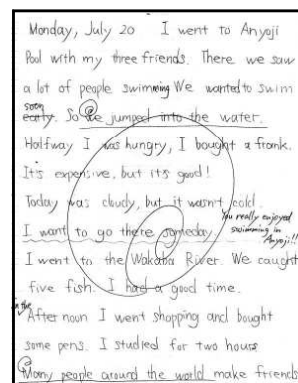 Monday, July 20 I went to Anyoji
Pool with my three friends. There we saw
a lot of people swimming We wanted to swim
soon
early. So we jumped into the water.
Halfway I was hungry, I bought a frank.
It's expensive, but it's good!
Today was cloudy, but it wasn't cold.
I want to go there someday.
You really enjoyed
swimming in
Anyoji!!
I went to the Wakaba River. We caught
five fish. I had a good time.
in the
After noon I went shopping and bought
some pens. I studied for two hours
Many people around the world make friends